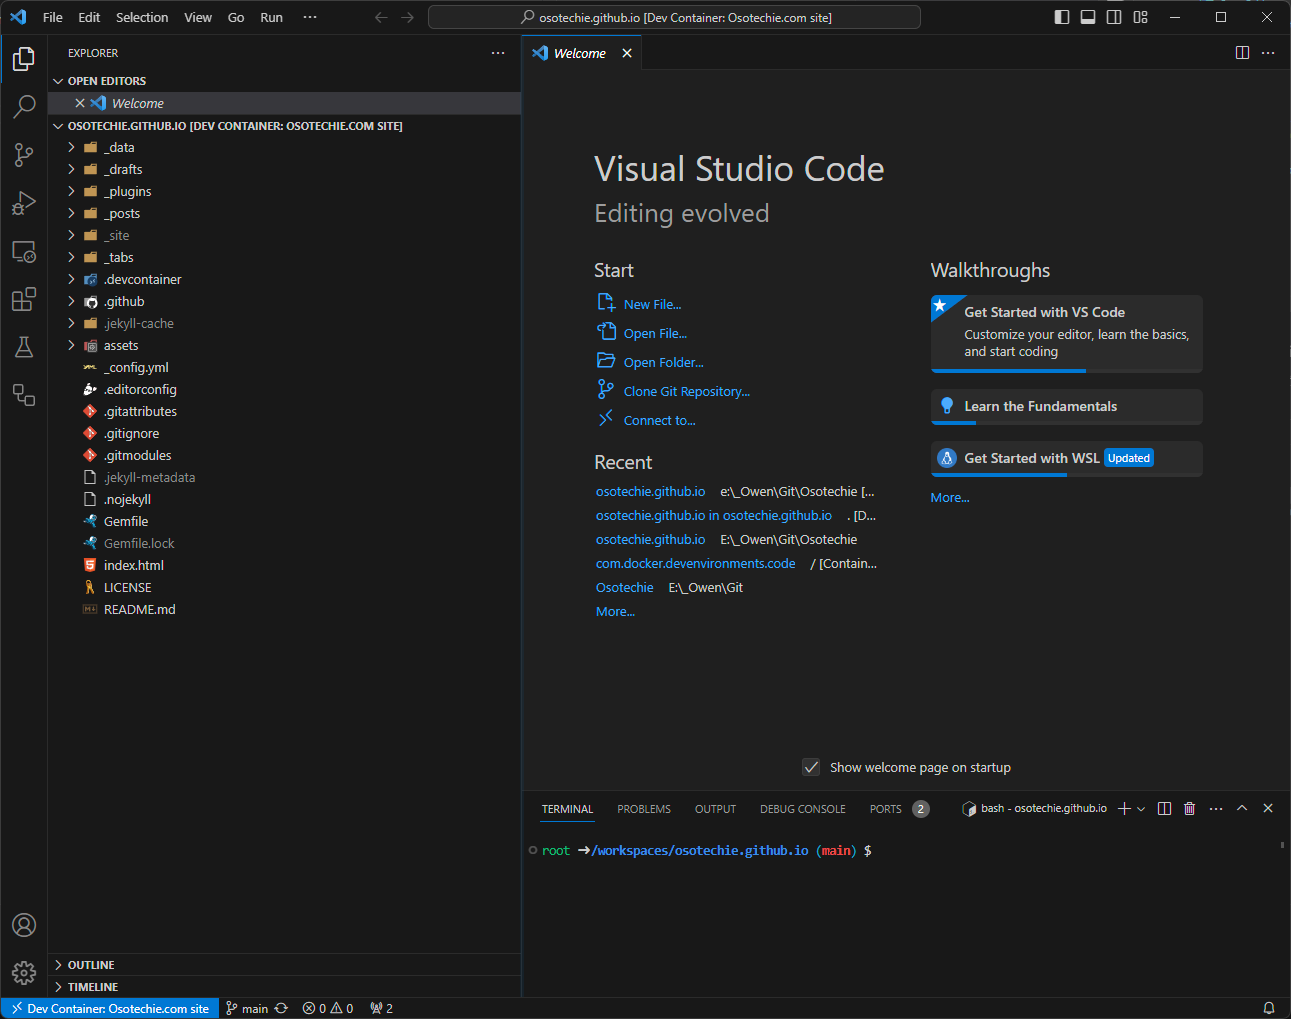 File Edit Selection View Go Run ···
osotechie.github.io [Dev Container: Osotechie.com site]
EXPLORER
OPEN EDITORS
Welcome
OSOTECHIE.GITHUB.IO [DEV CONTAINER: OSOTECHIE.COM SITE]
_data
_drafts
_plugins
_posts
_site
_tabs
.devcontainer
.github
.jekyll-cache
assets
_config.yml
.editorconfig
.gitattributes
.gitignore
.gitmodules
.jekyll-metadata
.nojekyll
Gemfile
Gemfile.lock
index.html
LICENSE
README.md
OUTLINE
TIMELINE
Welcome
Visual Studio Code
Editing evolved
Start
New File...
Open File...
Open Folder...
Clone Git Repository...
Connect to...
Recent
osotechie.github.io e:\_Owen\Git\Osotechie [...
osotechie.github.io in osotechie.github.io . [D...
osotechie.github.io E:\_Owen\Git\Osotechie
com.docker.devenvironments.code / [Contain...
Osotechie E:\_Owen\Git
More...
Walkthroughs
Get Started with VS Code
Customize your editor, learn the basics,
and start coding
Learn the Fundamentals
Get Started with WSL Updated
More...
Show welcome page on startup
TERMINAL PROBLEMS OUTPUT DEBUG CONSOLE PORTS 2 bash - osotechie.github.io
root ➜/workspaces/osotechie.github.io (main) $
Dev Container: Osotechie.com site main 0 0 2